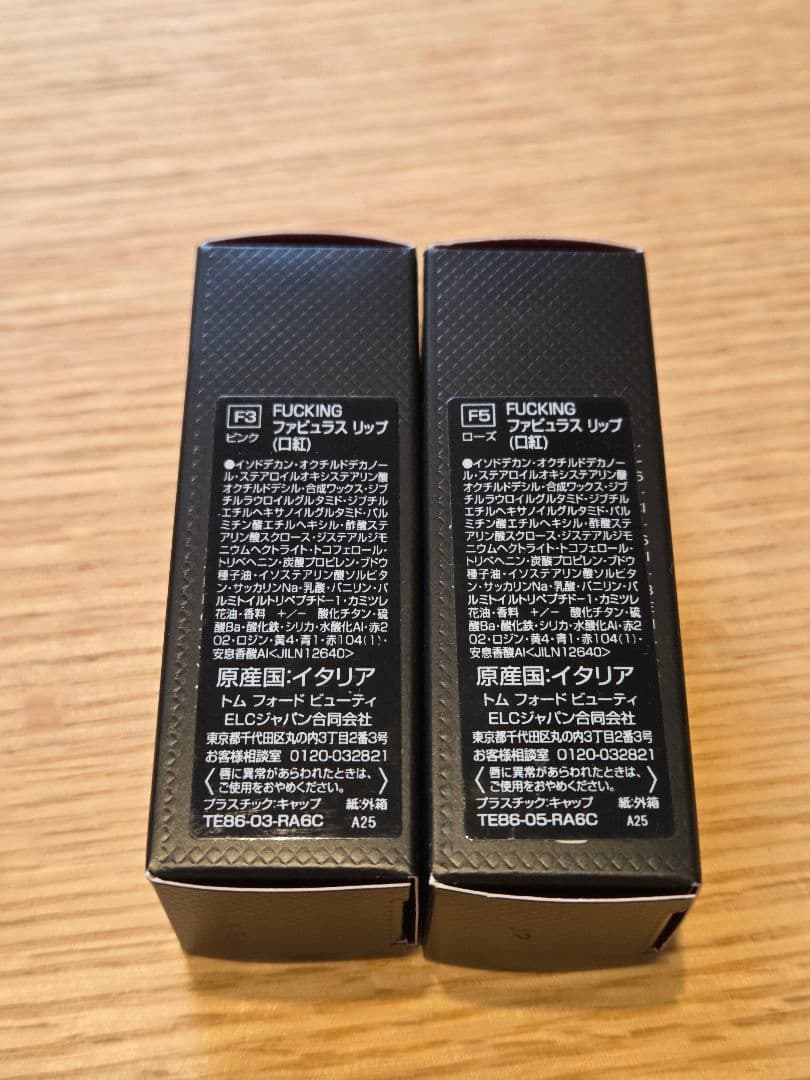 F3
ピンク
FUCKING
ファビュラス リップ
(口紅)
●イソドデカン・オクチルドデカノー
ル・ステアロイルオキシステアリン酸
オクチルドデシル・合成ワックス・ジブ
チルラウロイルグルタミド・ジブチル
エチルヘキサノイルグルタミド・パル
ミチン酸エチルヘキシル・酢酸ステ
アリン酸スクロース・ジステアルジモ
ニウムヘクトライト・トコフェロール・
トリベヘニン・炭酸プロピレン・ブドウ
種子油・イソステアリン酸ソルビタ
ン・サッカリンNa・乳酸・バニリン・パ
ルミトイルトリペプチド-1・カミツレ
花油・香料 +/- 酸化チタン・硫
酸Ba・酸化鉄・シリカ・水酸化Al・赤2
02・ロジン・黄4・青1・赤104(1)・
安息香酸Al<JILN12640>
原産国:イタリア
トム フォード ビューティ
ELCジャパン合同会社
東京都千代田区丸の内3丁目2番3号
お客様相談室 0120-032821
〈唇に異常があらわれたときは、
ご使用をおやめください。〉
プラスチック:キャップ 紙:外箱
TE86-03-RA6C A25
F5
ローズ
FUCKING
ファビュラス リップ
(口紅)
●イソドデカン・オクチルドデカノー
ル・ステアロイルオキシステアリン酸
オクチルドデシル・合成ワックス・ジブ
チルラウロイルグルタミド・ジブチル
エチルヘキサノイルグルタミド・パル
ミチン酸エチルヘキシル・酢酸ステ
アリン酸スクロース・ジステアルジモ
ニウムヘクトライト・トコフェロール・
トリベヘニン・炭酸プロピレン・ブドウ
種子油・イソステアリン酸ソルビタ
ン・サッカリンNa・乳酸・バニリン・パ
ルミトイルトリペプチド-1・カミツレ
花油・香料 +/- 酸化チタン・硫
酸Ba・酸化鉄・シリカ・水酸化Al・赤2
02・ロジン・黄4・青1・赤104(1)・
安息香酸Al<JILN12640>
原産国:イタリア
トム フォード ビューティ
ELCジャパン合同会社
東京都千代田区丸の内3丁目2番3号
お客様相談室 0120-032821
〈唇に異常があらわれたときは、
ご使用をおやめください。〉
プラスチック:キャップ 紙:外箱
TE86-05-RA6C A25